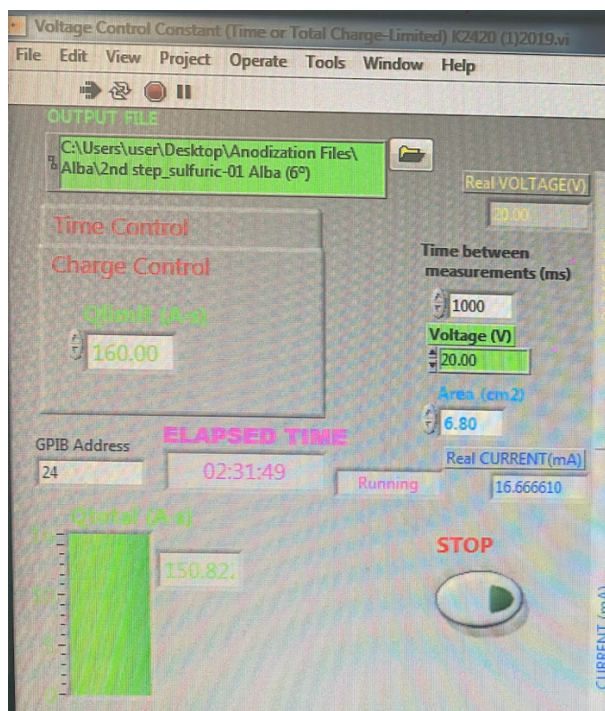 Voltage Control Constant (Time or Total Charge-Limited) K2420 (1)2019.vi
File Edit View Project Operate Tools Window Help
OUTPUT FILE
C:\Users\user\Desktop\Anodization Files\
Alba\2nd step_sulfuric-01 Alba (6º)
Real VOLTAGE(V)
20.00
Time Control
Charge Control
Qlimit (A·s)
160.00
Time between
measurements (ms)
1000
Voltage (V)
20.00
Area (cm2)
6.80
GPIB Address
24
ELAPSED TIME
02:31:49
Running
Real CURRENT(mA)
16.666610
Qtotal (A·s)
150.82
STOP
CURRENT (mA)